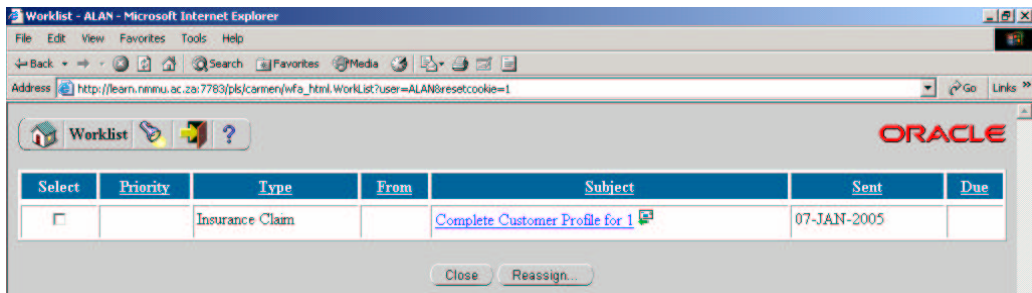 Worklist - ALAN - Microsoft Internet Explorer
File Edit View Favorites Tools Help
Back Search Favorites Media
Address http://learn.nmmu.ac.za:7783/pls/carmen/wfa_html.WorkList?user=ALAN&resetcookie=1 Go Links »
Worklist ? ORACLE
Select Priority Type From Subject Sent Due
Insurance Claim Complete Customer Profile for 1 07-JAN-2005
Close Reassign...